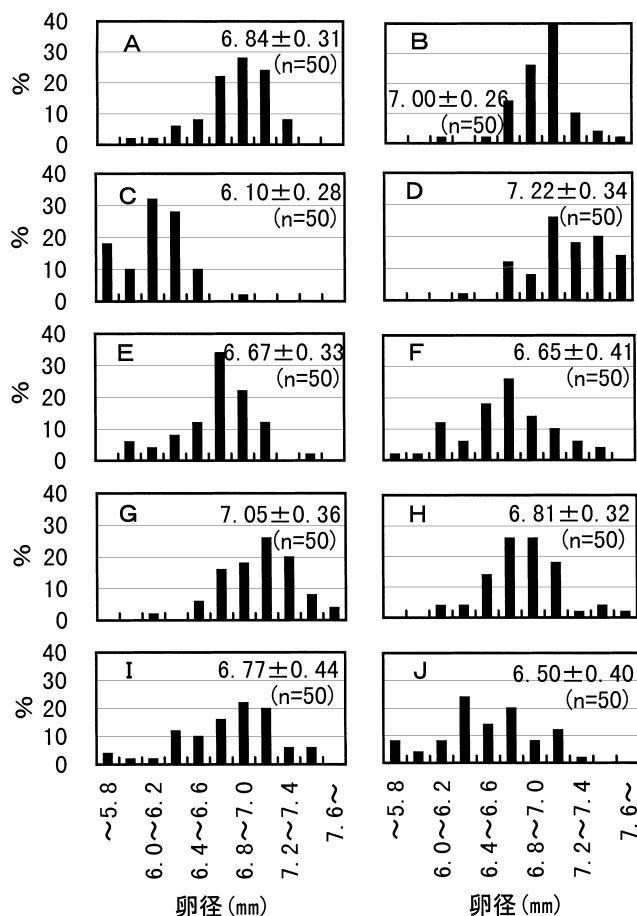 %
40
30
20
10
0
A
6.84±0.31
(n=50)
B
7.00±0.26
(n=50)
%
40
30
20
10
0
C
6.10±0.28
(n=50)
D
7.22±0.34
(n=50)
%
40
30
20
10
0
E
6.67±0.33
(n=50)
F
6.65±0.41
(n=50)
%
40
30
20
10
0
G
7.05±0.36
(n=50)
H
6.81±0.32
(n=50)
%
40
30
20
10
0
I
6.77±0.44
(n=50)
J
6.50±0.40
(n=50)
～5.8
6.0～6.2
6.4～6.6
6.8～7.0
7.2～7.4
7.6～
卵径(mm)
～5.8
6.0～6.2
6.4～6.6
6.8～7.0
7.2～7.4
7.6～
卵径(mm)